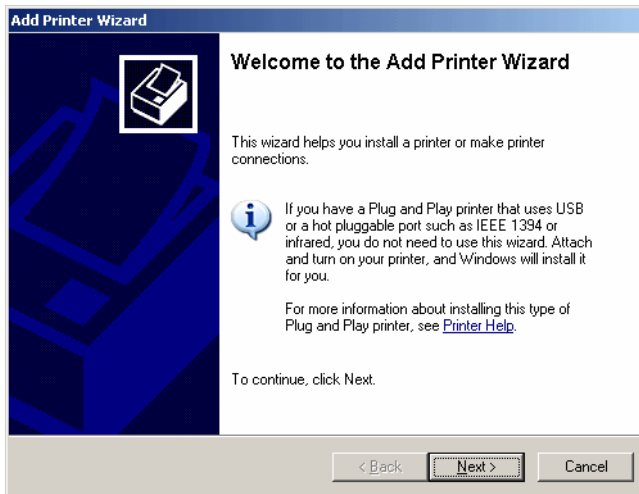 Add Printer Wizard
Welcome to the Add Printer Wizard
This wizard helps you install a printer or make printer
connections.
If you have a Plug and Play printer that uses USB
or a hot pluggable port such as IEEE 1394 or
infrared, you do not need to use this wizard. Attach
and turn on your printer, and Windows will install it
for you.
For more information about installing this type of
Plug and Play printer, see Printer Help.
To continue, click Next.
< Back Next > Cancel